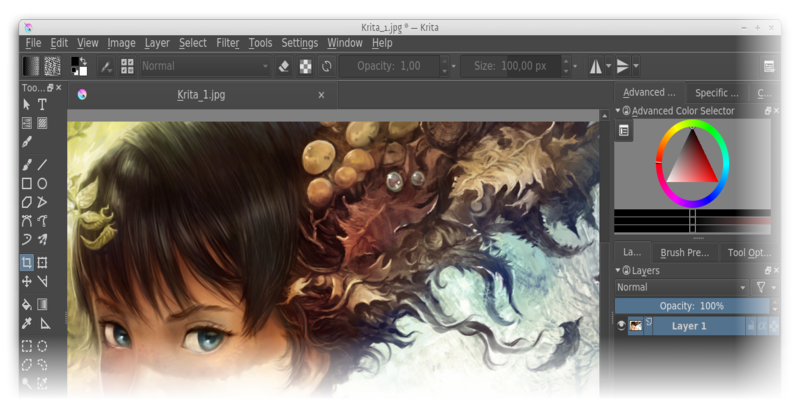 Krita_1.jpg * — Krita
File Edit View Image Layer Select Filter Tools Settings Window Help
Normal Opacity: 1,00 Size: 100,00 px
Too...
Krita_1.jpg
Advanced ... Specific ... C...
Advanced Color Selector
La... Brush Pre... Tool Opt...
Layers
Normal
Opacity: 100%
Layer 1